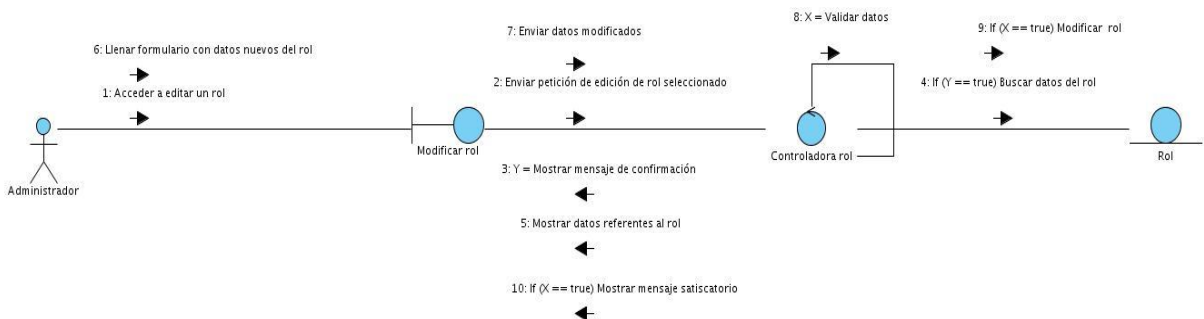 8: X = Validar datos
7: Enviar datos modificados
9: If (X == true) Modificar rol
6: Llenar formulario con datos nuevos del rol
2: Enviar petición de edición de rol seleccionado
4: If (Y == true) Buscar datos del rol
1: Acceder a editar un rol
Modificar rol
Controladora rol
Rol
3: Y = Mostrar mensaje de confirmación
Administrador
5: Mostrar datos referentes al rol
10: If (X == true) Mostrar mensaje satiscatorio